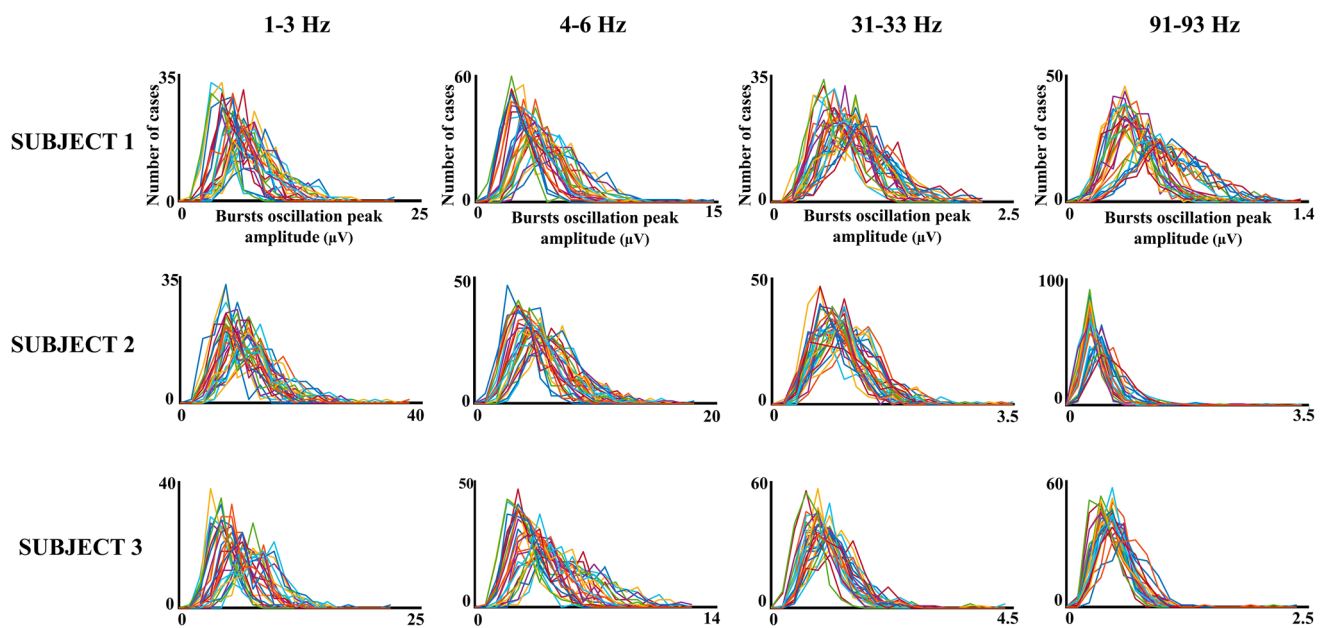 1-3 Hz 4-6 Hz 31-33 Hz 91-93 Hz
SUBJECT 1
Number of cases
35
0
0 Bursts oscillation peak 25
amplitude (µV)
Number of cases
60
0
0 Bursts oscillation peak 15
amplitude (µV)
Number of cases
35
0
0 Bursts oscillation peak 2.5
amplitude (µV)
Number of cases
50
0
0 Bursts oscillation peak 1.4
amplitude (µV)
SUBJECT 2
35
0
0 40
50
0
0 20
50
0
0 3.5
100
0
0 3.5
SUBJECT 3
40
0
0 25
50
0
0 14
60
0
0 4.5
60
0
0 2.5